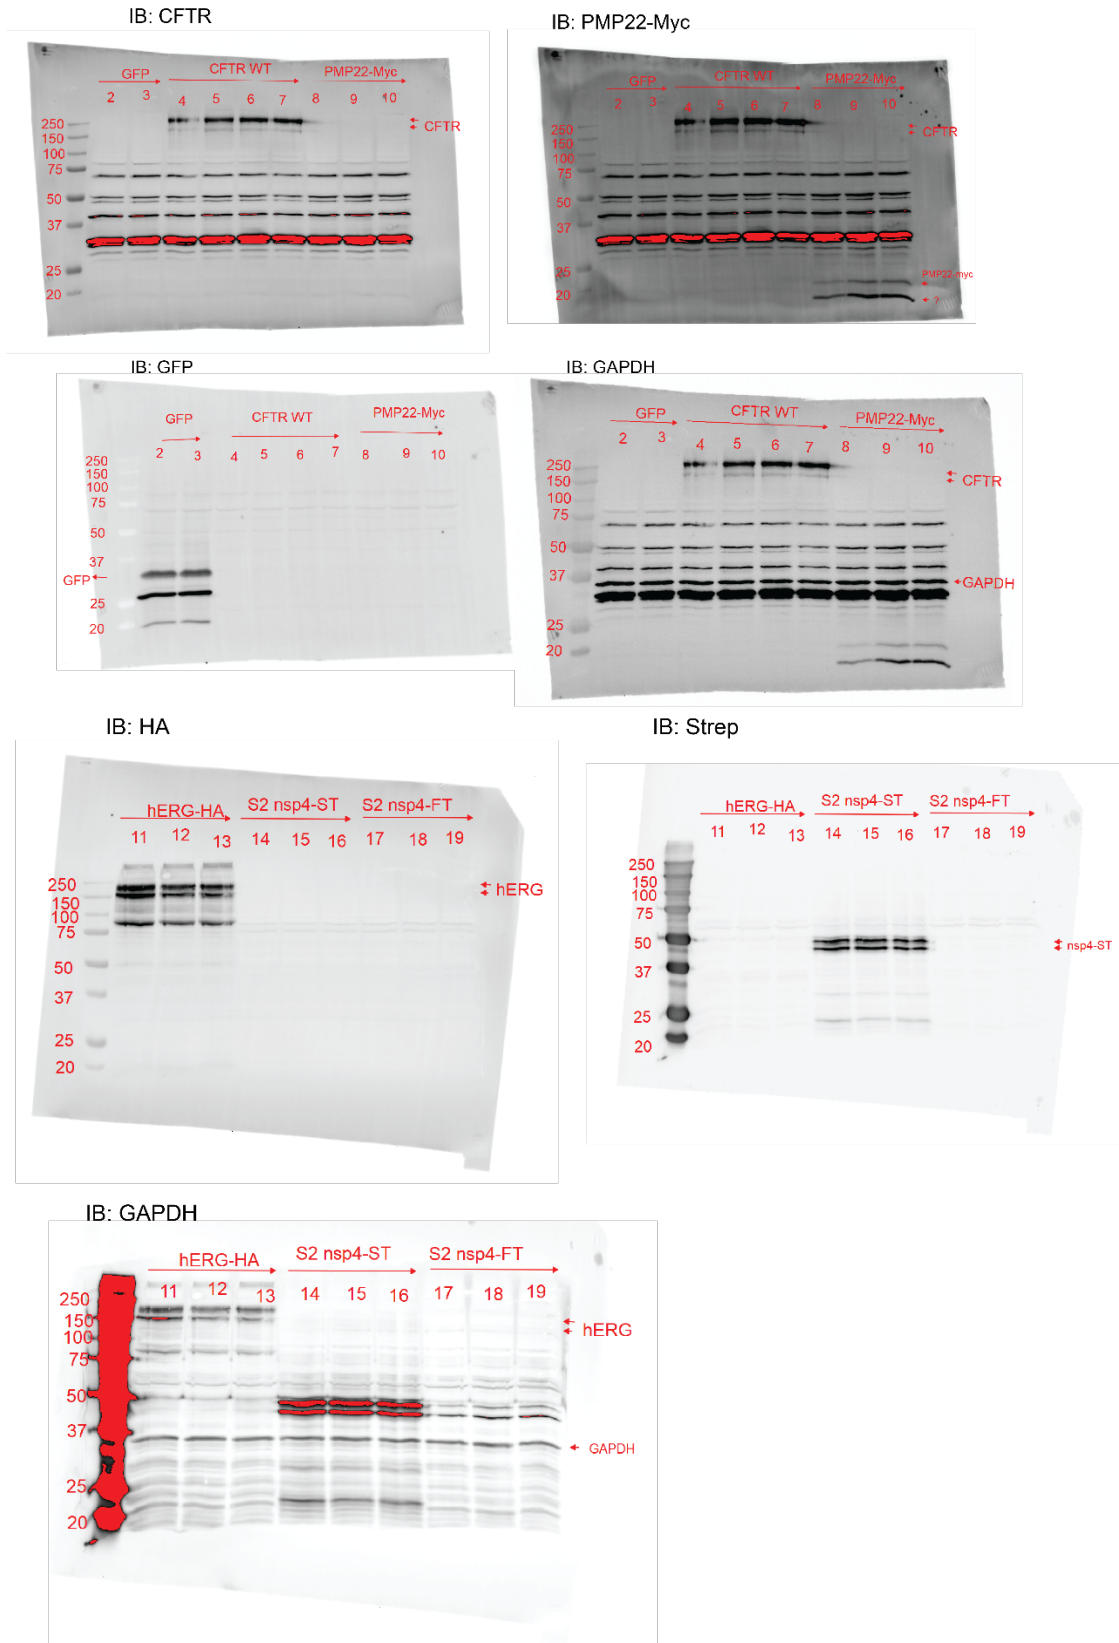 IB: CFTR
GFP CFTR WT PMP22-Myc
2 3 4 5 6 7 8 9 10
250
150
100
75
50
37
25
20
CFTR
IB: PMP22-Myc
GFP CFTR WT PMP22-Myc
2 3 4 5 6 7 8 9 10
250
150
100
75
50
37
25
20
CFTR
PMP22-myc
?
IB: GFP
GFP CFTR WT PMP22-Myc
2 3 4 5 6 7 8 9 10
250
150
100
75
50
37
GFP
25
20
IB: GAPDH
GFP CFTR WT PMP22-Myc
2 3 4 5 6 7 8 9 10
250
150
100
75
50
37
25
20
CFTR
GAPDH
IB: HA
hERG-HA S2 nsp4-ST S2 nsp4-FT
11 12 13 14 15 16 17 18 19
250
150
100
75
50
37
25
20
hERG
IB: Strep
hERG-HA S2 nsp4-ST S2 nsp4-FT
11 12 13 14 15 16 17 18 19
250
150
100
75
50
37
25
20
nsp4-ST
IB: GAPDH
hERG-HA S2 nsp4-ST S2 nsp4-FT
11 12 13 14 15 16 17 18 19
250
150
100
75
50
37
25
20
hERG
GAPDH